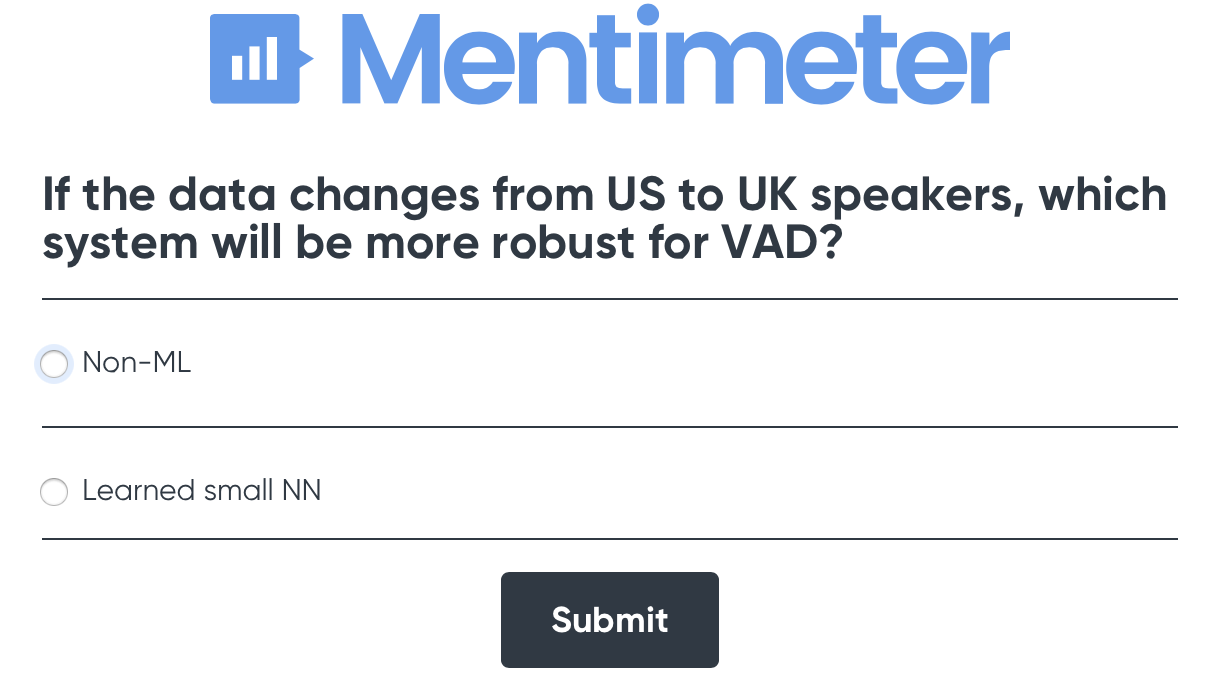 Mentimeter
If the data changes from US to UK speakers, which
system will be more robust for VAD?
Non-ML
Learned small NN
Submit